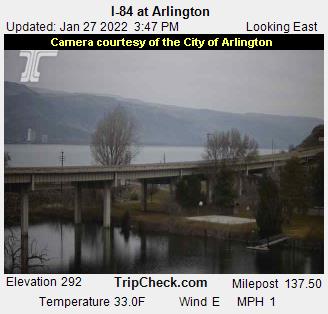 I-84 at Arlington
Updated: Jan 27 2022 3:47 PM Looking East
Camera courtesy of the City of Arlington
Elevation 292 TripCheck.com Milepost 137.50
Temperature 33.0F Wind E MPH 1